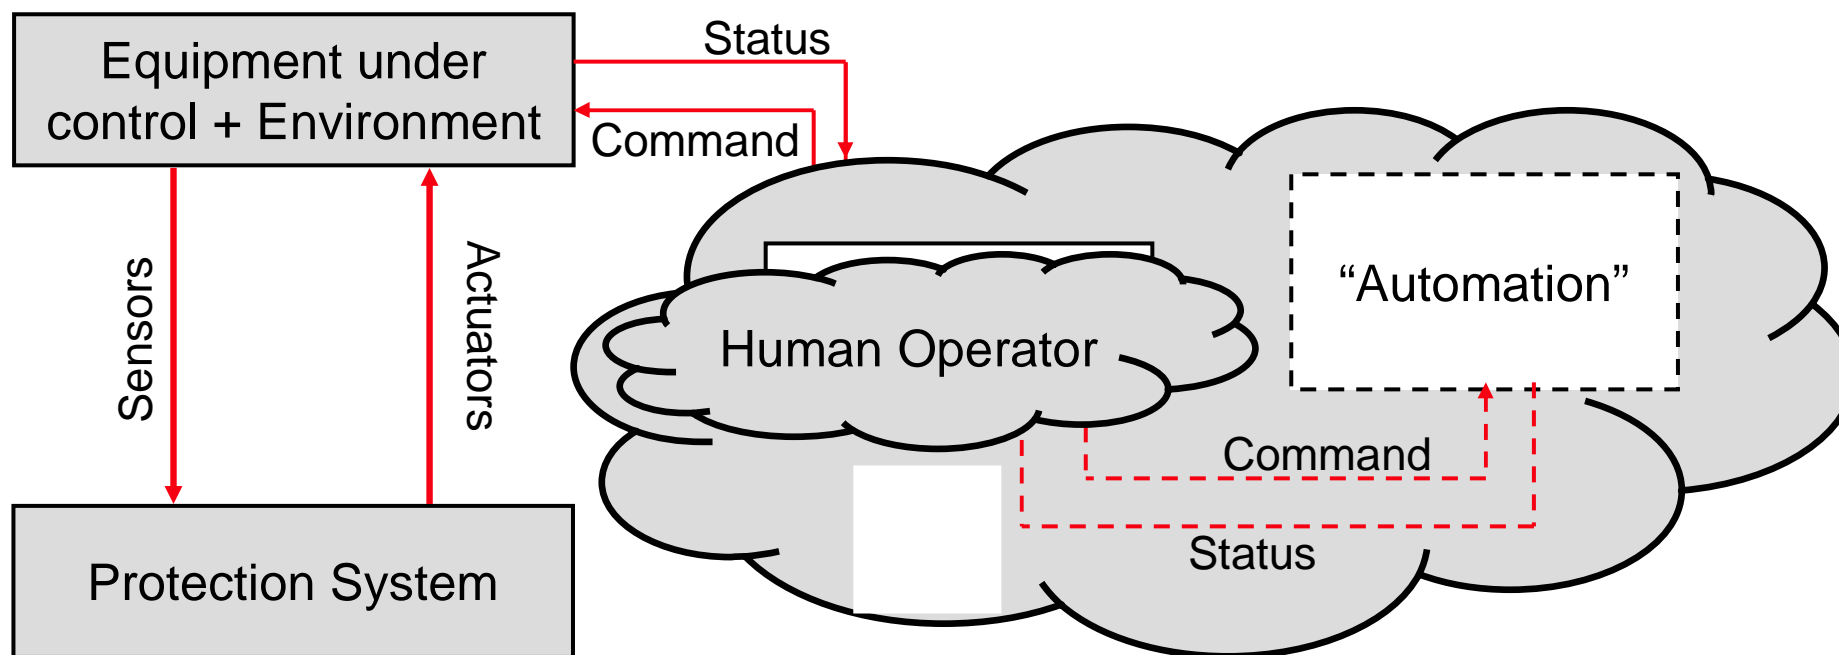 Equipment under
control + Environment
Status
Command
Sensors
Actuators
Human Operator
“Automation”
Command
Status
Protection System